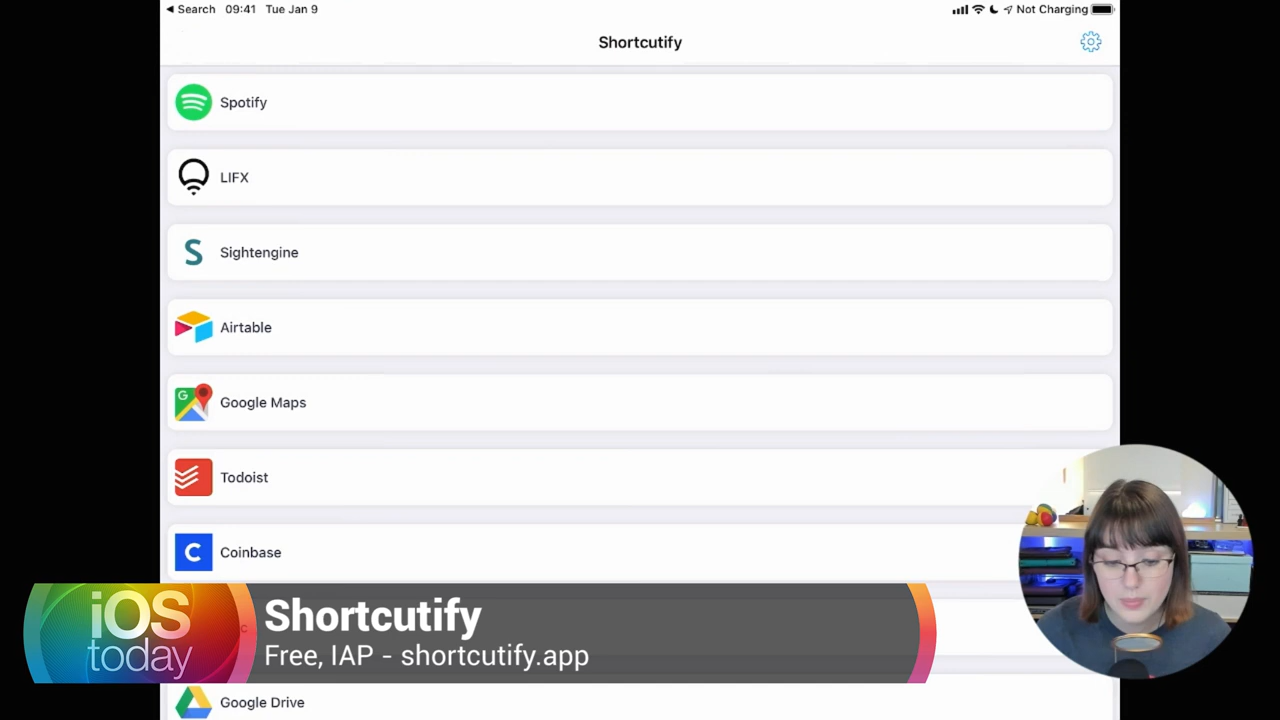 Search 09:41 Tue Jan 9 Not Charging
Shortcutify
Spotify
LIFX
S Sightengine
Airtable
G Google Maps
Todoist
C Coinbase
iOS
today
Shortcutify
Free, IAP - shortcutify.app
Google Drive